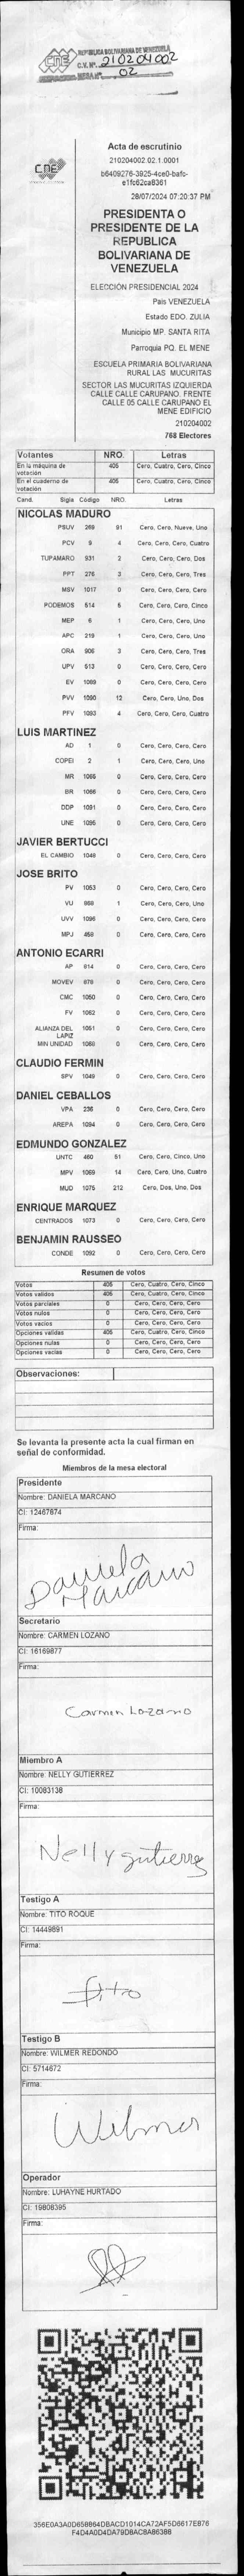 CNE
REPUBLICA BOLIVARIANA DE VENEZUELA
C.V. Nº. 210204002
MESA Nº 02
CNE
Acta de escrutinio
210204002.02.1.0001
b6409276-3925-4ce0-bafc-
e1fc62ca8361
28/07/2024 07:20:37 PM
PRESIDENTA O
PRESIDENTE DE LA
REPUBLICA
BOLIVARIANA DE
VENEZUELA
ELECCIÓN PRESIDENCIAL 2024
País VENEZUELA
Estado EDO. ZULIA
Municipio MP. SANTA RITA
Parroquia PQ. EL MENE
ESCUELA PRIMARIA BOLIVARIANA
RURAL LAS MUCURITAS
SECTOR LAS MUCURITAS IZQUIERDA
CALLE CALLE CARUPANO. FRENTE
CALLE 05 CALLE CARUPANO EL
MENE EDIFICIO
210204002
768 Electores
Votantes NRO. Letras
En la máquina de votación 405 Cero, Cuatro, Cero, Cinco
En el cuaderno de votación 405 Cero, Cuatro, Cero, Cinco
Cand. Sigla Código NRO. Letras
NICOLAS MADURO
PSUV 269 91 Cero, Cero, Nueve, Uno
PCV 9 4 Cero, Cero, Cero, Cuatro
TUPAMARO 931 2 Cero, Cero, Cero, Dos
PPT 275 3 Cero, Cero, Cero, Tres
MSV 1017 0 Cero, Cero, Cero, Cero
PODEMOS 514 5 Cero, Cero, Cero, Cinco
MEP 6 1 Cero, Cero, Cero, Uno
APC 219 1 Cero, Cero, Cero, Uno
ORA 906 3 Cero, Cero, Cero, Tres
UPV 513 0 Cero, Cero, Cero, Cero
EV 1089 0 Cero, Cero, Cero, Cero
PVV 1090 12 Cero, Cero, Uno, Dos
PFV 1093 4 Cero, Cero, Cero, Cuatro
LUIS MARTINEZ
AD 1 0 Cero, Cero, Cero, Cero
COPEI 2 1 Cero, Cero, Cero, Uno
MR 1065 0 Cero, Cero, Cero, Cero
BR 1066 0 Cero, Cero, Cero, Cero
DDP 1091 0 Cero, Cero, Cero, Cero
UNE 1095 0 Cero, Cero, Cero, Cero
JAVIER BERTUCCI
EL CAMBIO 1048 0 Cero, Cero, Cero, Cero
JOSE BRITO
PV 1053 0 Cero, Cero, Cero, Cero
VU 868 1 Cero, Cero, Cero, Uno
UVV 1096 0 Cero, Cero, Cero, Cero
MPJ 458 0 Cero, Cero, Cero, Cero
ANTONIO ECARRI
AP 814 0 Cero, Cero, Cero, Cero
MOVEV 878 0 Cero, Cero, Cero, Cero
CMC 1050 0 Cero, Cero, Cero, Cero
FV 1052 0 Cero, Cero, Cero, Cero
ALIANZA DEL LAPIZ 1051 0 Cero, Cero, Cero, Cero
MIN UNIDAD 1068 0 Cero, Cero, Cero, Cero
CLAUDIO FERMIN
SPV 1049 0 Cero, Cero, Cero, Cero
DANIEL CEBALLOS
VPA 236 0 Cero, Cero, Cero, Cero
AREPA 1094 0 Cero, Cero, Cero, Cero
EDMUNDO GONZALEZ
UNTC 460 51 Cero, Cero, Cinco, Uno
MPV 1069 14 Cero, Cero, Uno, Cuatro
MUD 1075 212 Cero, Dos, Uno, Dos
ENRIQUE MARQUEZ
CENTRADOS 1073 0 Cero, Cero, Cero, Cero
BENJAMIN RAUSSEO
CONDE 1092 0 Cero, Cero, Cero, Cero
Resumen de votos
Votos 405 Cero, Cuatro, Cero, Cinco
Votos validos 405 Cero, Cuatro, Cero, Cinco
Votos parciales 0 Cero, Cero, Cero, Cero
Votos nulos 0 Cero, Cero, Cero, Cero
Votos vacios 0 Cero, Cero, Cero, Cero
Opciones validas 405 Cero, Cuatro, Cero, Cinco
Opciones nulas 0 Cero, Cero, Cero, Cero
Opciones vacias 0 Cero, Cero, Cero, Cero
Observaciones:
Se levanta la presente acta la cual firman en
señal de conformidad.
Miembros de la mesa electoral
Presidente
Nombre: DANIELA MARCANO
CI: 12467874
Firma:
Daniela
Marcano
Secretario
Nombre: CARMEN LOZANO
CI: 16169877
Firma:
Carmen Lozano
Miembro A
Nombre: NELLY GUTIERREZ
CI: 10083138
Firma:
Nelly gutierrez
Testigo A
Nombre: TITO ROQUE
CI: 14449891
Firma:
Tito
Testigo B
Nombre: WILMER REDONDO
CI: 5714672
Firma:
Wilmer
Operador
Nombre: LUHAYNE HURTADO
CI: 19808395
Firma:
356E0A3A0D658864DBACD1014CA72AF5D6617E876
F4D4A0D4DA79D8AC8A86388